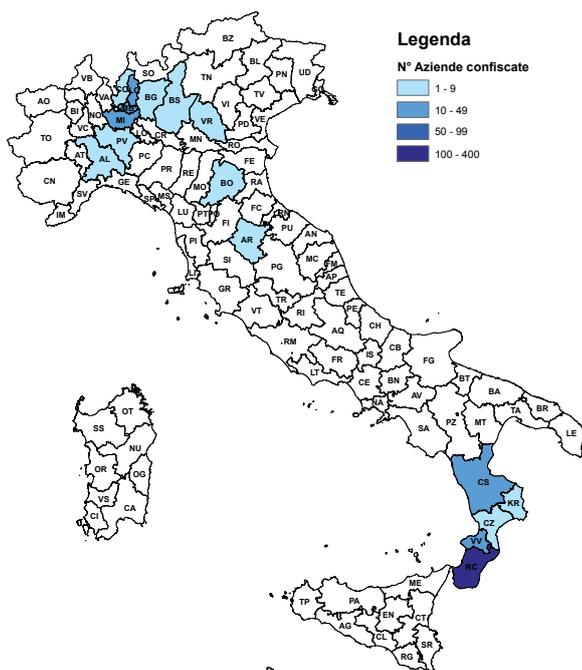 BZ
Legenda
N° Aziende confiscate
1 - 9
10 - 49
50 - 99
100 - 400
SO
BL
PN
UD
GO
VB
TN
TV
VA
CO
LC
BG
BS
VI
AO
BI
NO
MI
VR
PD
VE
VC
LO
CR
MN
RO
TO
PV
AT
AL
PC
FE
CN
GE
PR
RE
MO
BO
RA
SV
SP
MS
FC
RN
IM
LU
PT
PO
FI
PU
AN
PI
AR
MC
FM
AP
LI
SI
PG
TE
GR
TR
VT
RI
PE
AQ
CH
RM
IS
CB
FR
FG
LT
CE
BN
BT
BA
NA
AV
TA
BR
SA
PZ
MT
LE
OT
SS
NU
OR
OG
VS
CA
CI
CS
KR
CZ
VV
RC
ME
TP
PA
EN
CT
AG
CL
SR
RG